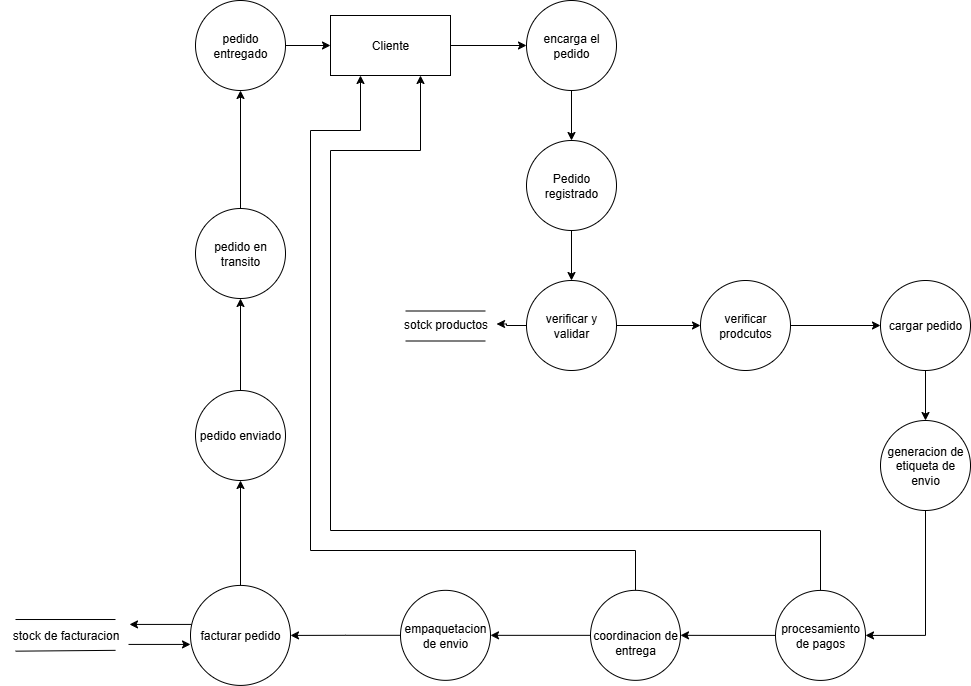 pedido
entregado
Cliente
encarga el
pedido
Pedido
registrado
pedido en
transito
sotck productos
verificar y
validar
verificar
prodcutos
cargar pedido
pedido enviado
generacion de
etiqueta de
envio
stock de facturacion
facturar pedido
empaquetacion
de envio
coordinacion de
entrega
procesamiento
de pagos